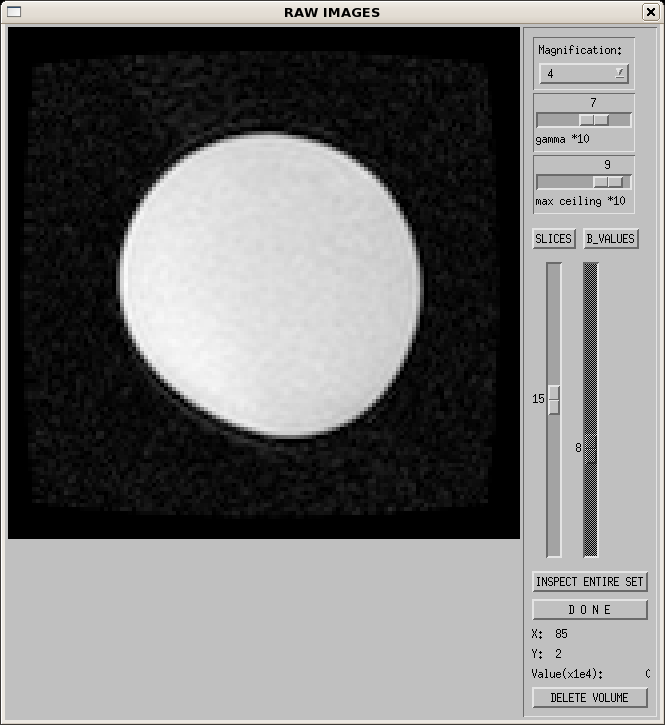 RAW IMAGES
Magnification:
4
7
gamma *10
9
max ceiling *10
SLICES B_VALUES
15
8
INSPECT ENTIRE SET
D O N E
X: 85
Y: 2
Value(x1e4):
DELETE VOLUME